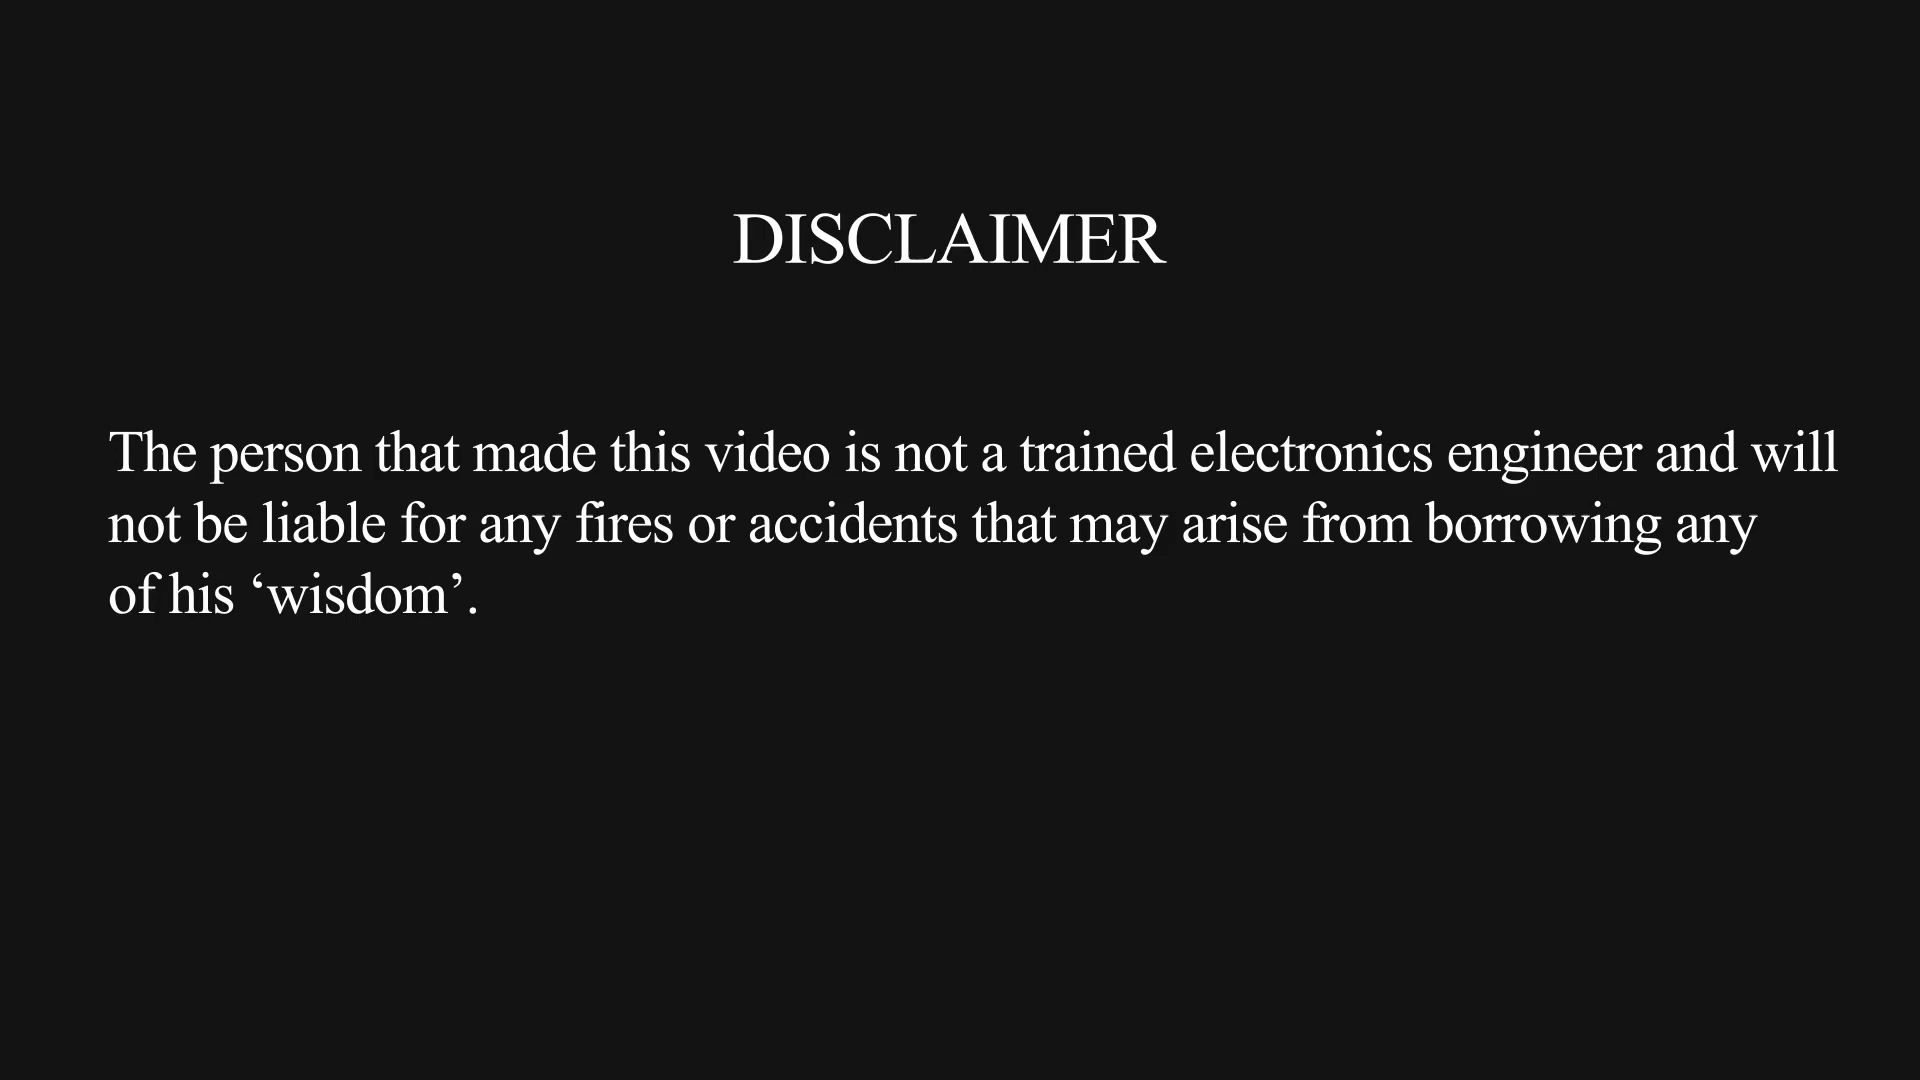 DISCLAIMER
The person that made this video is not a trained electronics engineer and will
not be liable for any fires or accidents that may arise from borrowing any
of his ‘wisdom’.